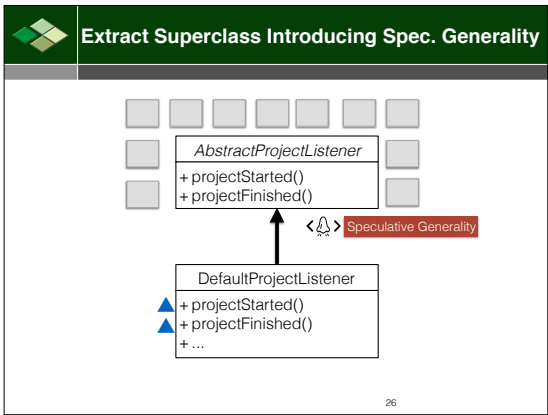 Extract Superclass Introducing Spec. Generality
AbstractProjectListener
+ projectStarted()
+ projectFinished()
< > Speculative Generality
DefaultProjectListener
+ projectStarted()
+ projectFinished()
+ ...
26